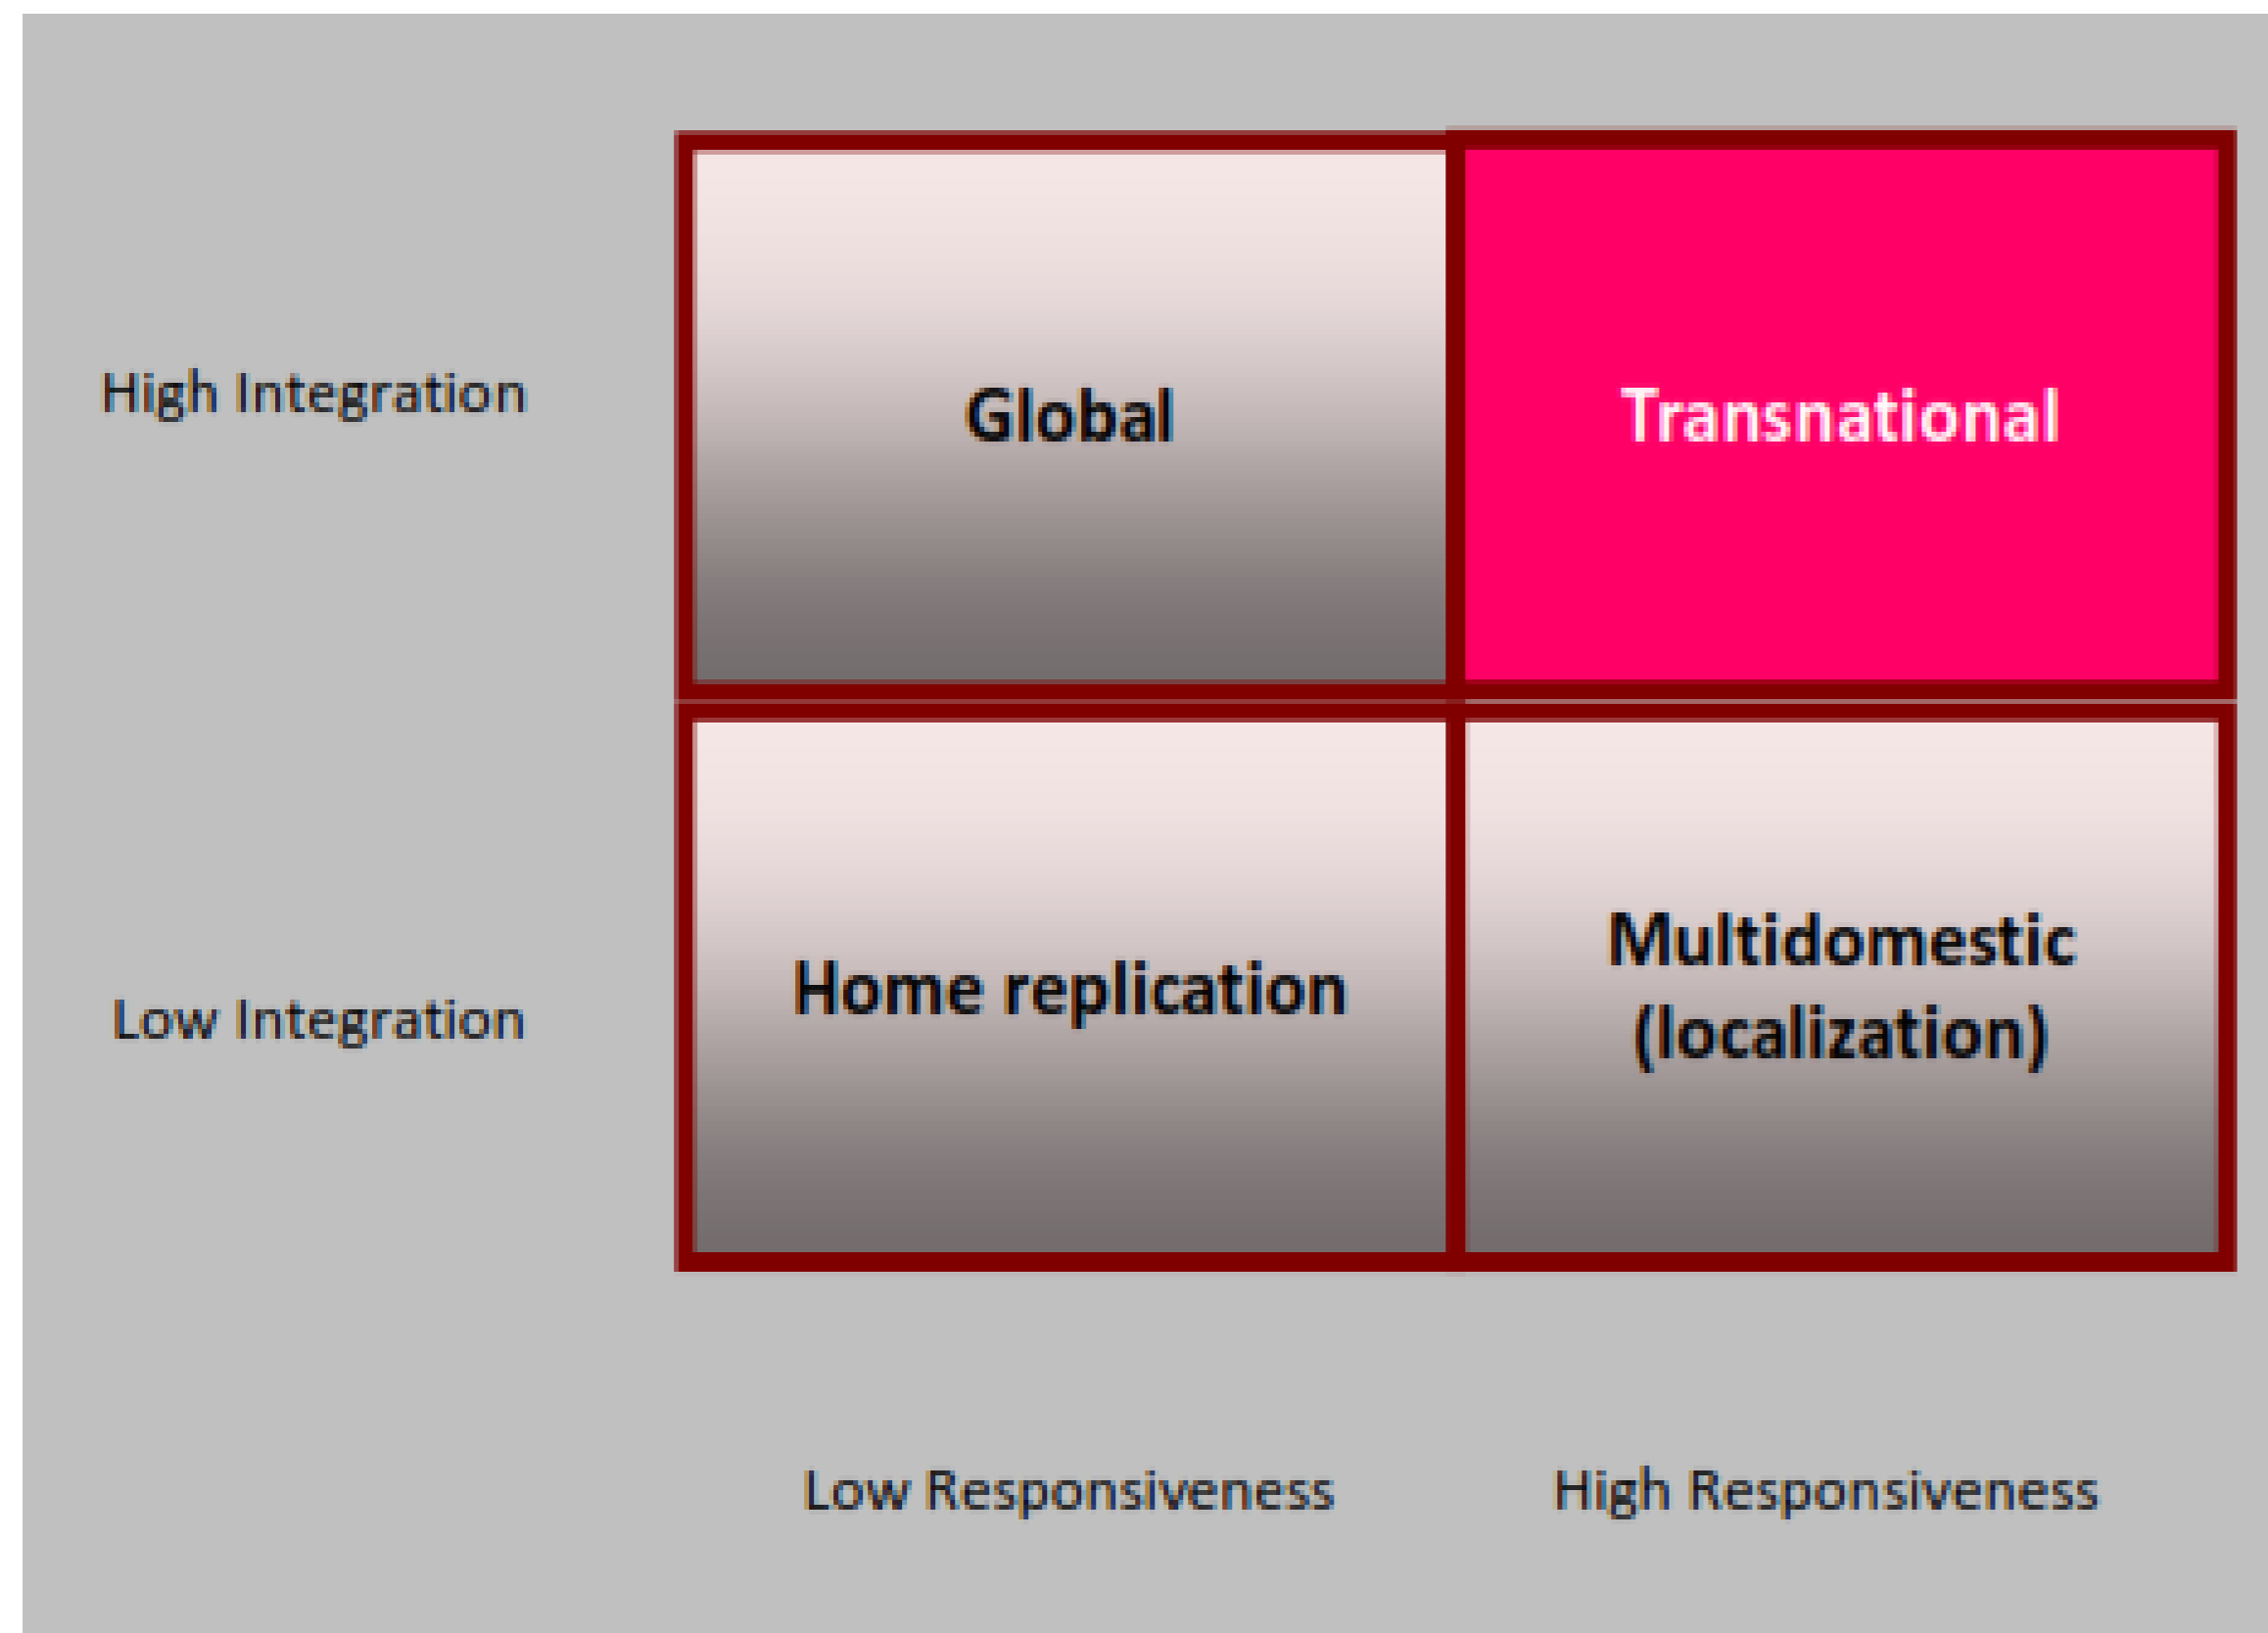 High Integration
Global
Transnational
Low Integration
Home replication
Multidomestic
(localization)
Low Responsiveness
High Responsiveness